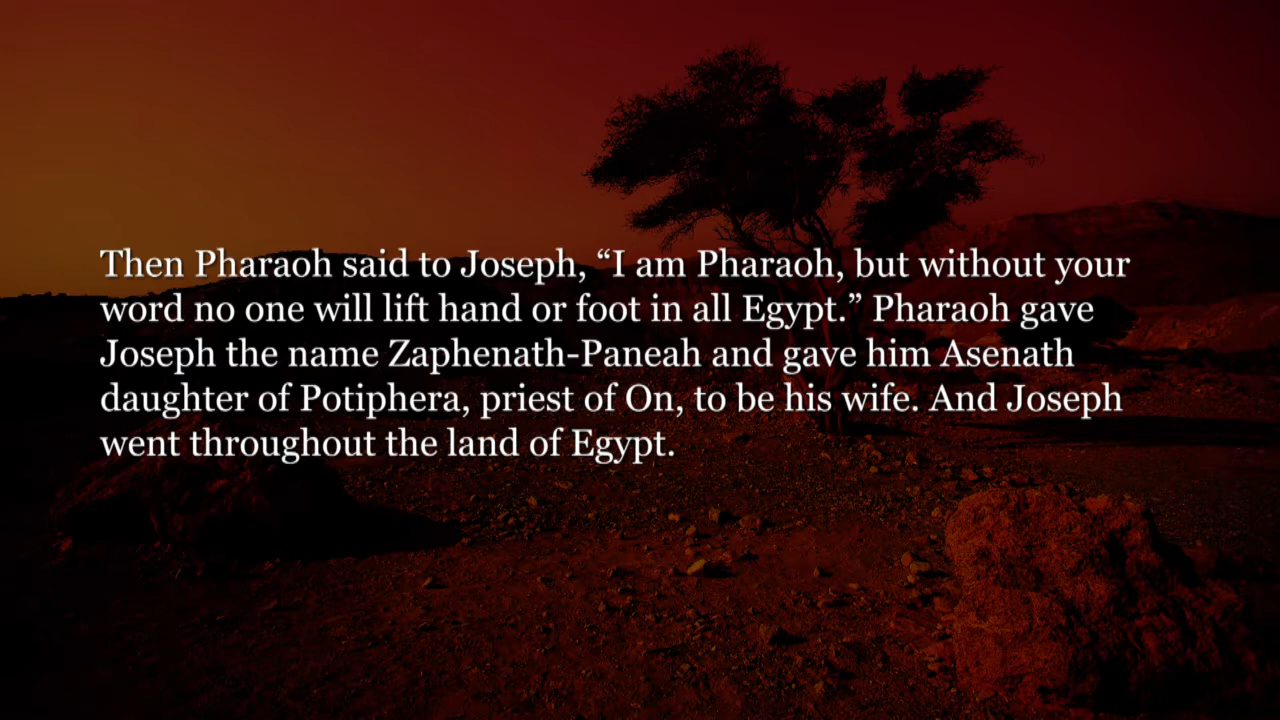 Then Pharaoh said to Joseph, “I am Pharaoh, but without your
word no one will lift hand or foot in all Egypt.” Pharaoh gave
Joseph the name Zaphenath-Paneah and gave him Asenath
daughter of Potiphera, priest of On, to be his wife. And Joseph
went throughout the land of Egypt.